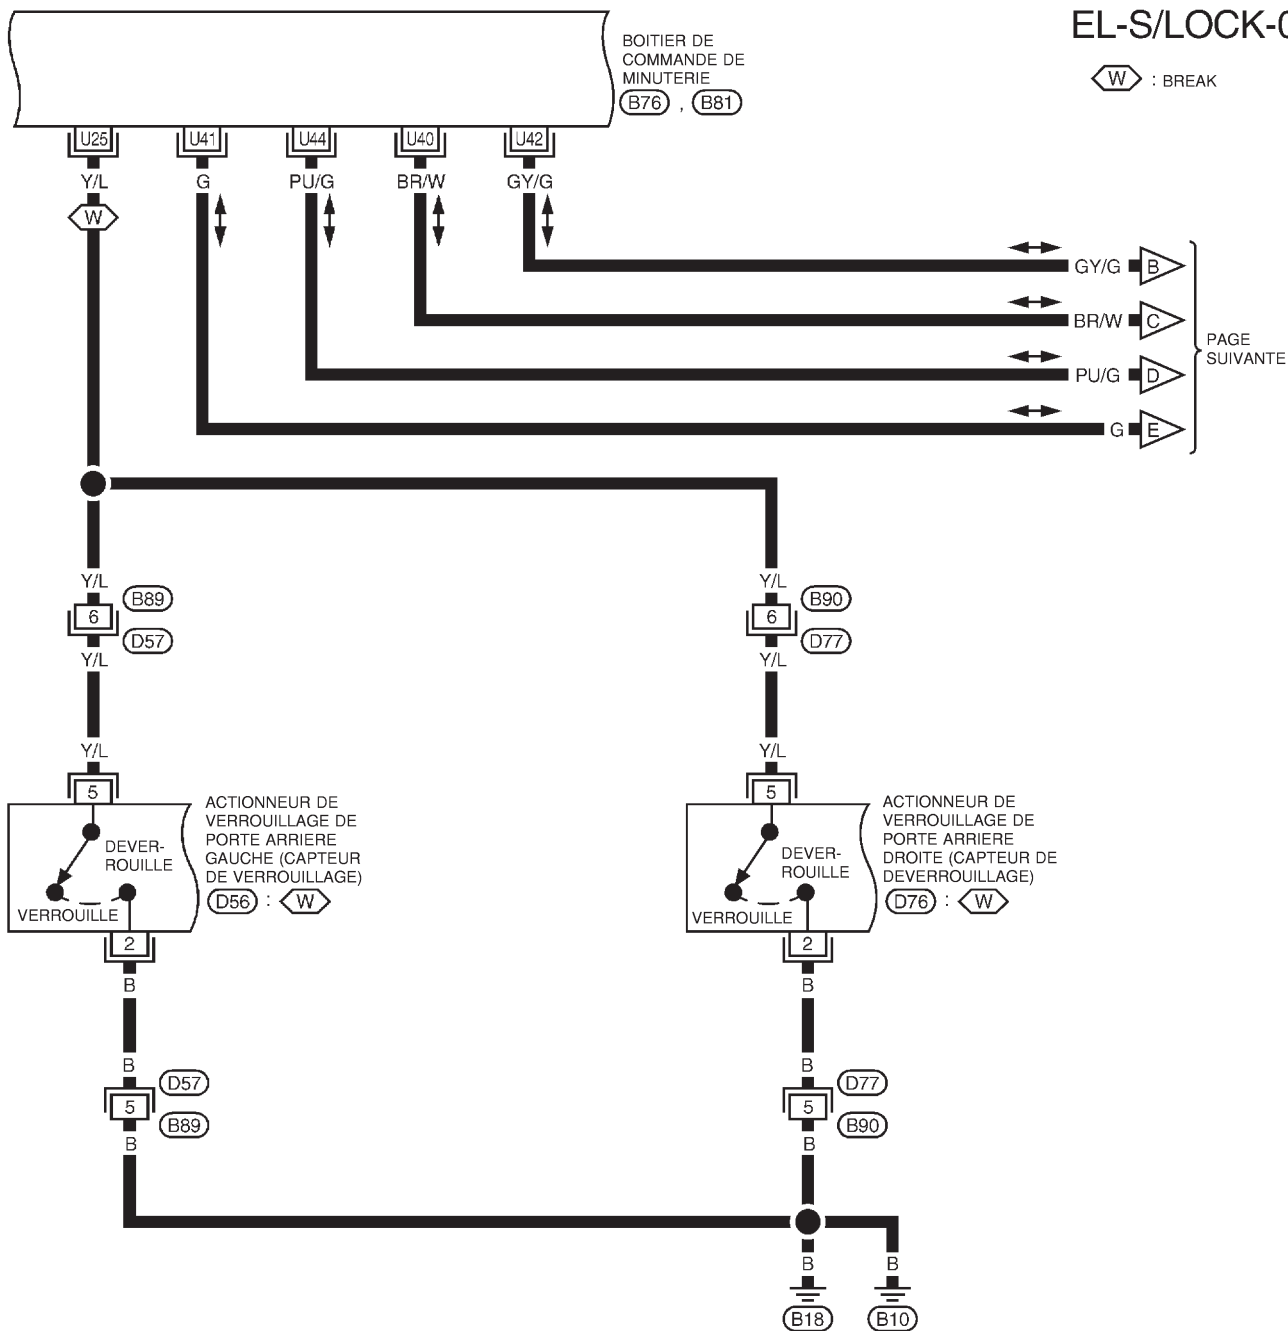 EL-S/LOCK-0
W : BREAK
BOITIER DE
COMMANDE DE
MINUTERIE
B76 , B81
U25 U41 U44 U40 U42
Y/L G PU/G BR/W GY/G
W
GY/G B
BR/W C
PU/G D
G E
PAGE
SUIVANTE
Y/L Y/L
B89 B90
6 6
D57 D77
Y/L Y/L
Y/L Y/L
5 5
ACTIONNEUR DE
VERROUILLAGE DE
PORTE ARRIERE
GAUCHE (CAPTEUR
DE VERROUILLAGE)
D56 : W
DEVER-
ROUILLE
VERROUILLE
ACTIONNEUR DE
VERROUILLAGE DE
PORTE ARRIERE
DROITE (CAPTEUR DE
DEVERROUILLAGE)
D76 : W
DEVER-
ROUILLE
VERROUILLE
2 2
B B
B B
D57 D77
5 5
B89 B90
B B
B B
B18 B10